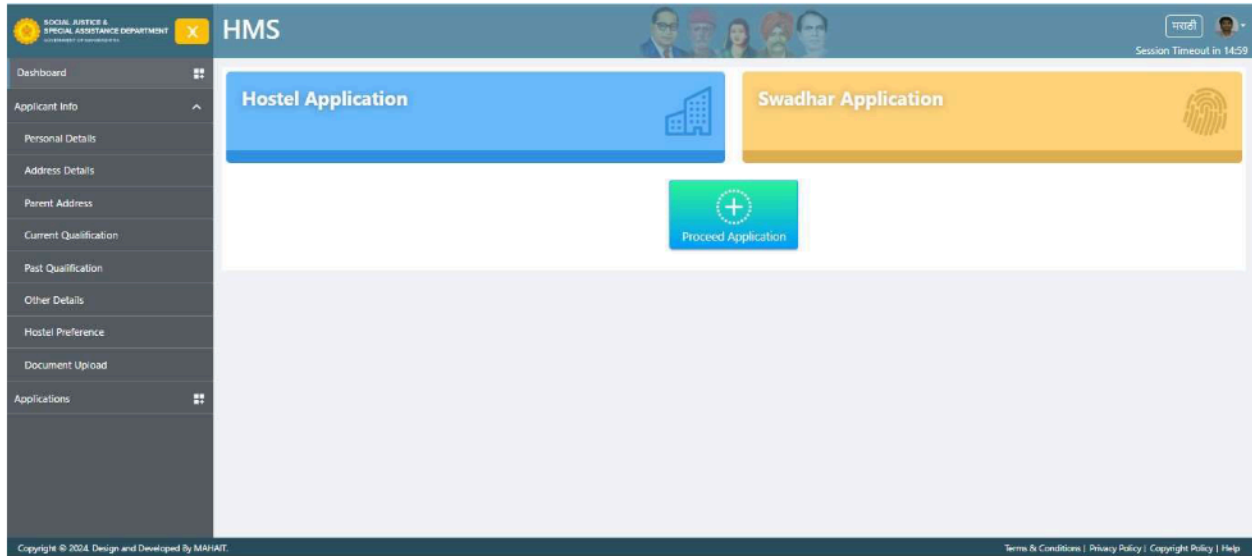 SOCIAL JUSTICE &
SPECIAL ASSISTANCE DEPARTMENT
X
HMS
मराठी
Session Timeout in 14:59
Dashboard
Applicant Info
Personal Details
Address Details
Parent Address
Current Qualification
Past Qualification
Other Details
Hostel Preference
Document Upload
Applications
Hostel Application
Swadhar Application
Proceed Application
Copyright © 2024. Design and Developed By MAHAIT.
Terms & Conditions | Privacy Policy | Copyright Policy | Help